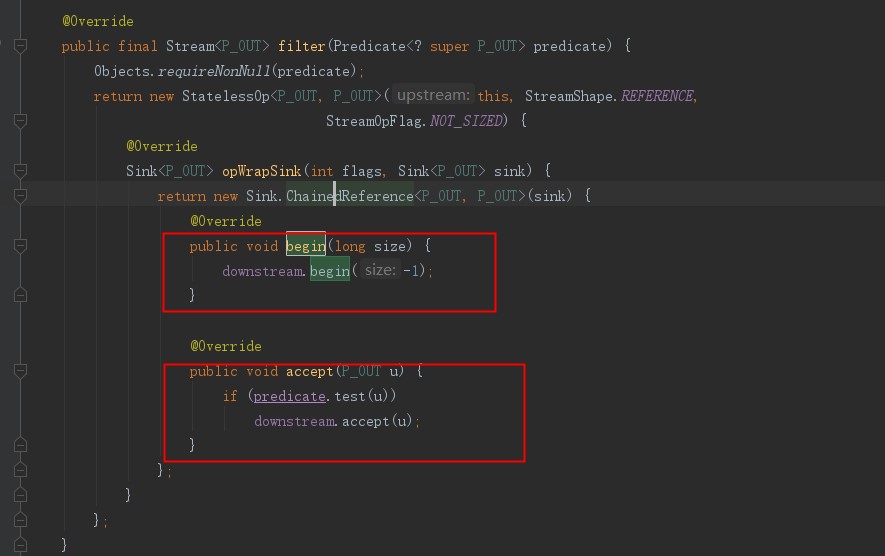 @Override
public final Stream<P_OUT> filter(Predicate<? super P_OUT> predicate) {
Objects.requireNonNull(predicate);
return new StatelessOp<P_OUT, P_OUT>( upstream: this, StreamShape.REFERENCE,
StreamOpFlag.NOT_SIZED) {
@Override
Sink<P_OUT> opWrapSink(int flags, Sink<P_OUT> sink) {
return new Sink.ChainedReference<P_OUT, P_OUT>(sink) {
@Override
public void begin(long size) {
downstream.begin( size: -1);
}
@Override
public void accept(P_OUT u) {
if (predicate.test(u))
downstream.accept(u);
}
};
}
};
}